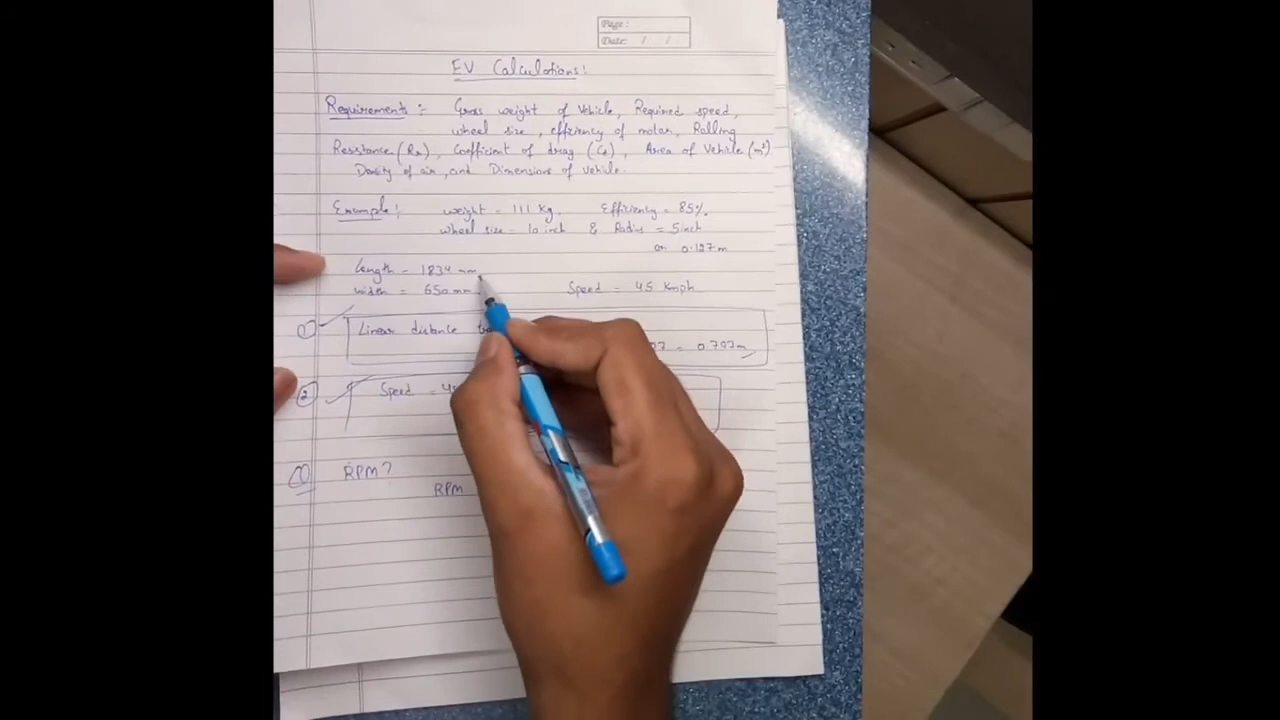 Page:
Date: / /
EV Calculations:
Requirements :- Gross weight of Vehicle, Required speed,
wheel size, efficiency of motor, Rolling
Resistance (Rr), Coefficient of drag (Cd), Area of Vehicle (m²)
Density of air, and Dimensions of vehicle.
Example: weight - 111 Kg. Efficiency = 85%.
wheel size - 10 inch & Radius = 5 inch
or 0.127 m
Length - 1834 mm
width = 650 mm Speed = 45 Kmph
① Linear distance
= 0.797 m
② Speed =
① RPM?
RPM